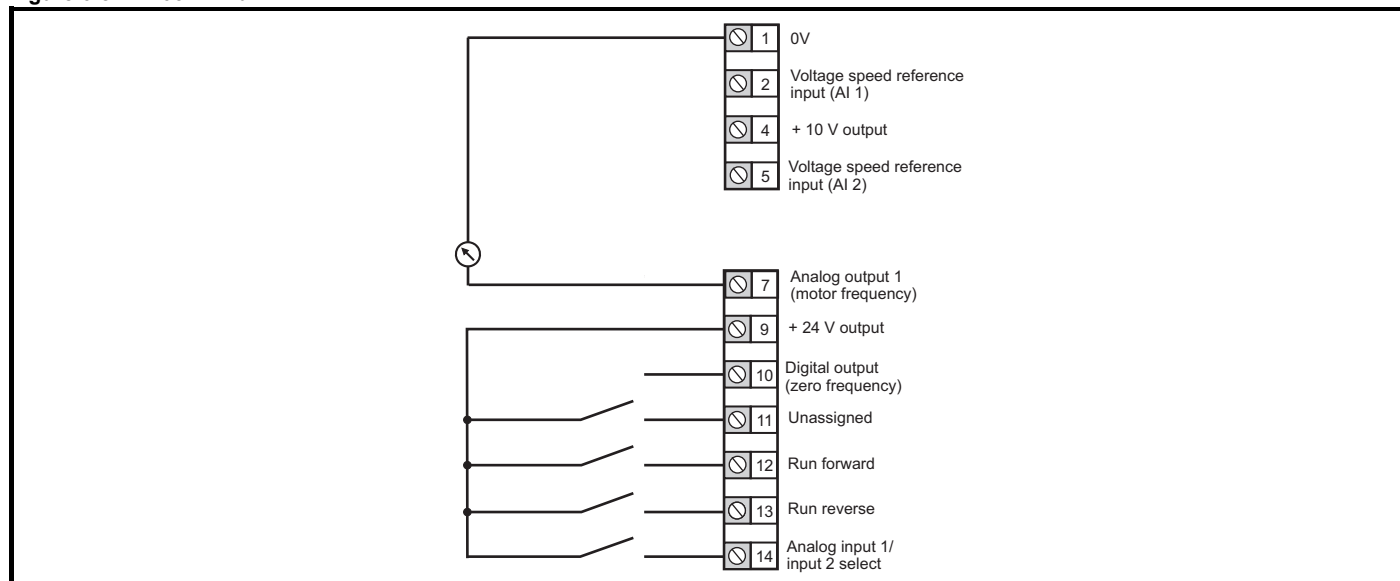 1 0V
2 Voltage speed reference
input (AI 1)
4 + 10 V output
5 Voltage speed reference
input (AI 2)
7 Analog output 1
(motor frequency)
9 + 24 V output
10 Digital output
(zero frequency)
11 Unassigned
12 Run forward
13 Run reverse
14 Analog input 1/
input 2 select